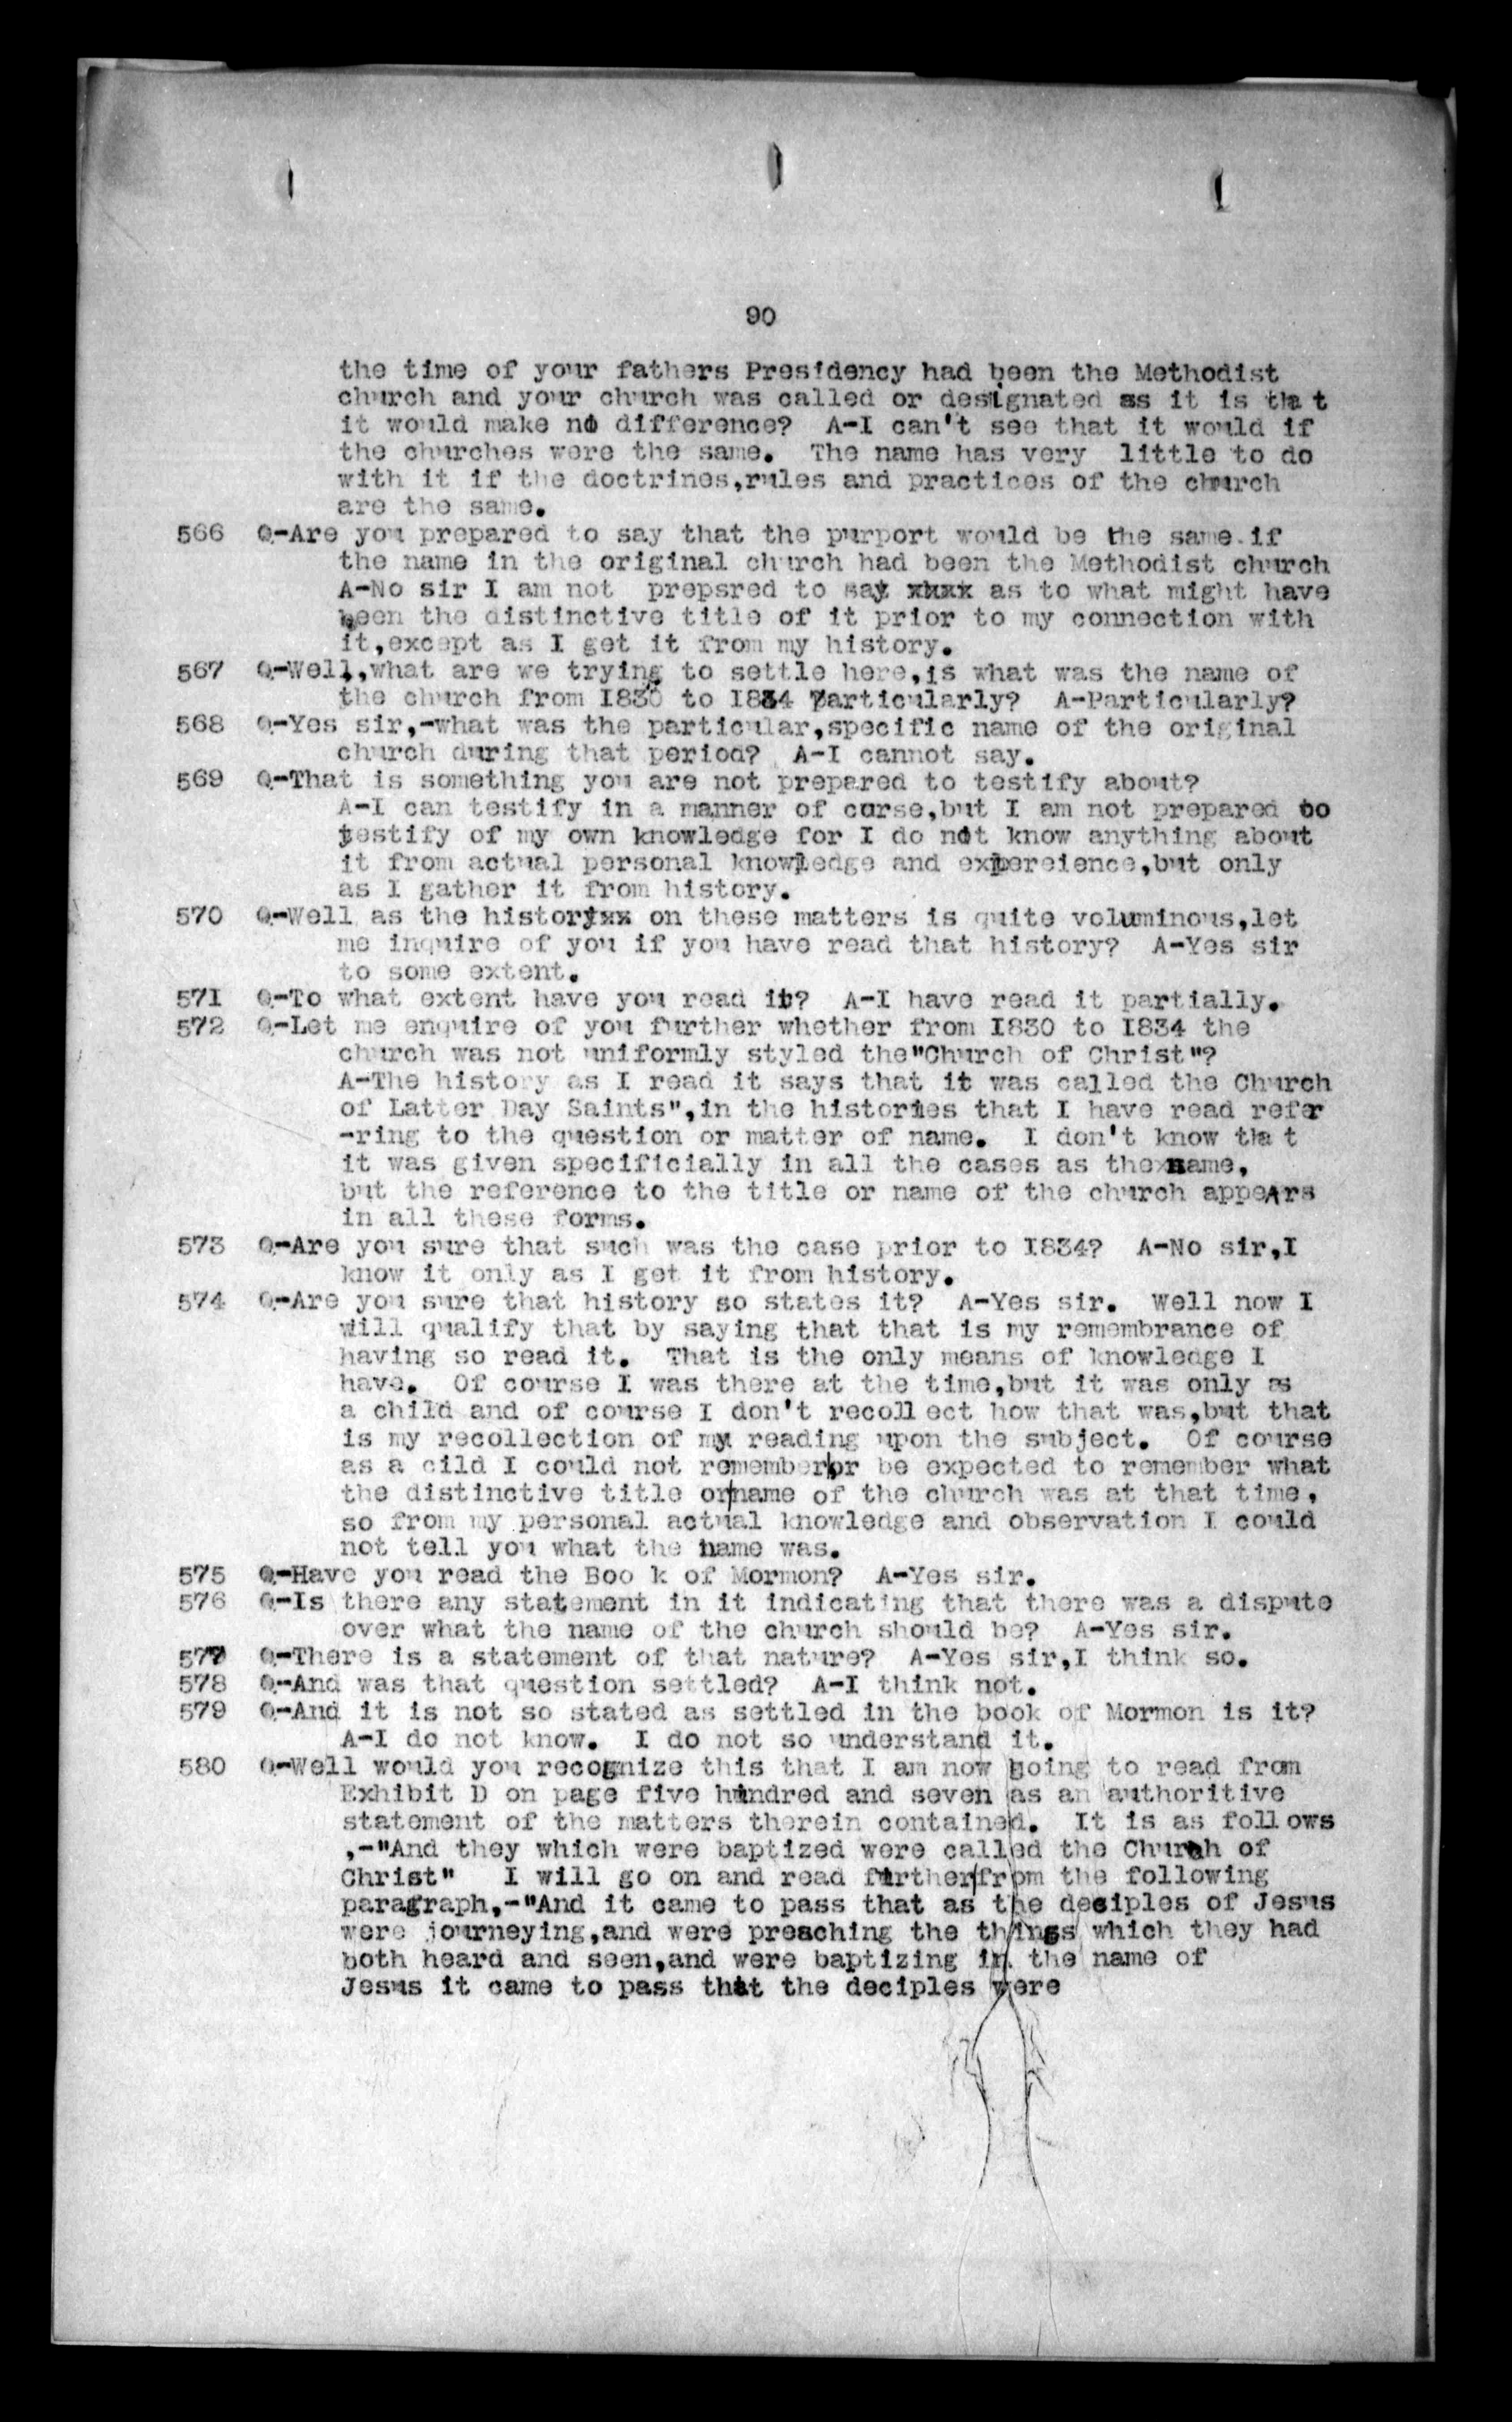 90
the time of your fathers Presidency had been the Methodist
church and your church was called or designated as it is that
it would make no difference?  A-I can't see that it would if
the churches were the same.  The name has very  little to do
with it if the doctrines,rules and practices of the church
are the same.
566  Q-Are you prepared to say that the purport would be the same if
the name in the original church had been the Methodist church
A-No sir I am not  prepsred to say xxxx as to what might have
been the distinctive title of it prior to my connection with
it,except as I get it from my history.
567  Q-Well,what are we trying to settle here,is what was the name of
the church from I830 to I834 Particularly?  A-Particularly?
568  Q-Yes sir,-what was the particular,specific name of the original
church during that period?  A-I cannot say.
569  Q-That is something you are not prepared to testify about?
A-I can testify in a manner of curse,but I am not prepared to
testify of my own knowledge for I do not know anything about
it from actual personal knowledge and expereience,but only
as I gather it from history.
570  Q-Well as the historyxx on these matters is quite voluminous,let
me inquire of you if you have read that history?  A-Yes sir
to some extent.
571  Q-To what extent have you read it?  A-I have read it partially.
572  Q-Let me enquire of you further whether from I830 to I834 the
church was not uniformly styled the"Church of Christ"?
A-The history as I read it says that it was called the Church
of Latter Day Saints",in the histories that I have read refer
-ring to the question or matter of name.  I don't know that
it was given specificially in all the cases as thexname,
but the reference to the title or name of the church appeArs
in all these forms.
573  Q-Are you sure that such was the case prior to I834?  A-No sir,I
know it only as I get it from history.
574  Q-Are you sure that history so states it?  A-Yes sir.  Well now I
will qualify that by saying that that is my remembrance of
having so read it.  That is the only means of knowledge I
have.  Of course I was there at the time,but it was only as
a child and of course I don't recollect how that was,but that
is my recollection of my reading upon the subject.  Of course
as a cild I could not remember|or be expected to remember what
the distinctive title or|name of the church was at that time,
so from my personal actual knowledge and observation I could
not tell you what the name was.
575  Q-Have you read the Boo k of Mormon?  A-Yes sir.
576  Q-Is there any statement in it indicating that there was a dispute
over what the name of the church should be?  A-Yes sir.
577  Q-There is a statement of that nature?  A-Yes sir,I think so.
578  Q-And was that question settled?  A-I think not.
579  Q-And it is not so stated as settled in the book of Mormon is it?
A-I do not know.  I do not so understand it.
580  Q-Well would you recognize this that I am now going to read from
Exhibit D on page five hundred and seven as an authoritive
statement of the matters therein contained.  It is as follows
,-"And they which were baptized were called the Church of
Christ"   I will go on and read further|from the following
paragraph,-"And it came to pass that as the deciples of Jesus
were journeying,and were preaching the things which they had
both heard and seen,and were baptizing in the name of
Jesus it came to pass that the deciples were